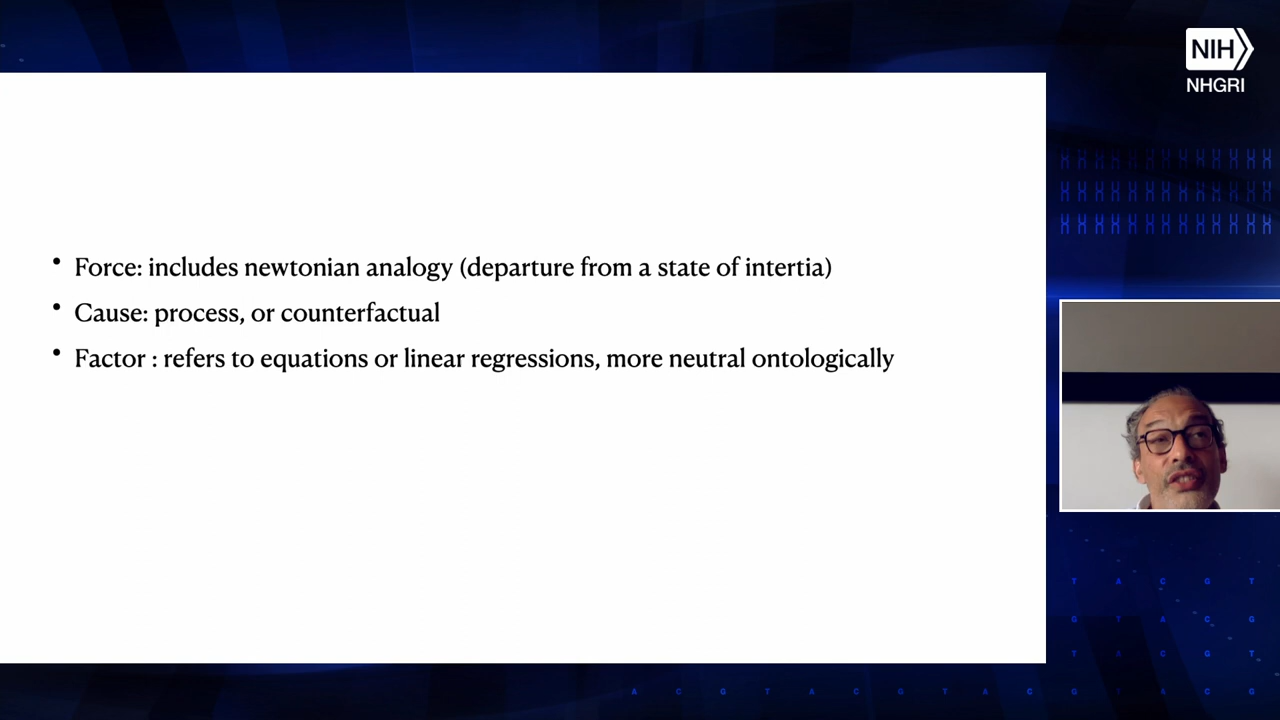 NIH
NHGRI
• Force: includes newtonian analogy (departure from a state of intertia)
• Cause: process, or counterfactual
• Factor : refers to equations or linear regressions, more neutral ontologically
T A C G T
G T A C G
T A C G T
A C G T A C G T A C G T A C G